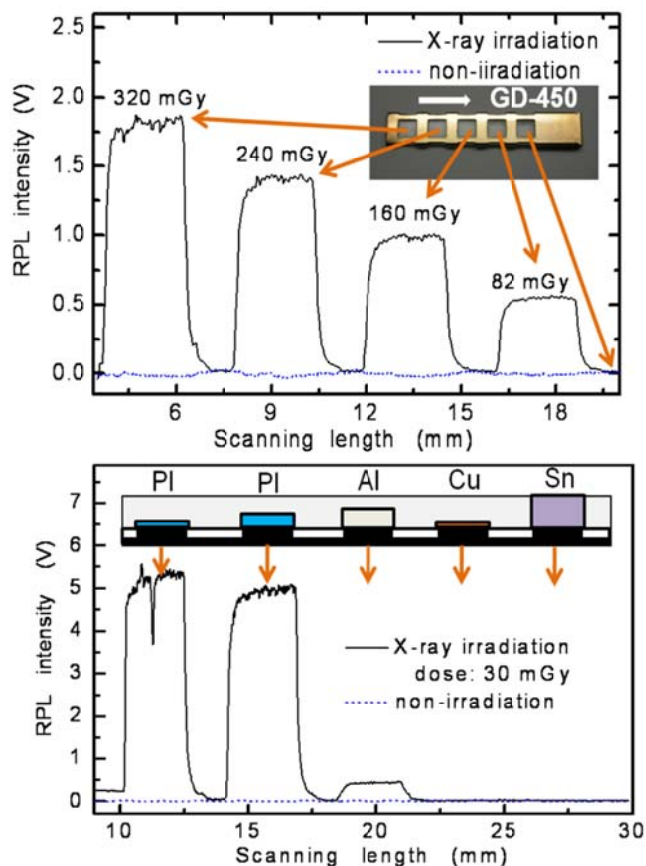 2.5
2.0
1.5
1.0
0.5
0.0
RPL intensity (V)
X-ray irradiation
non-iirradiation
GD-450
320 mGy
240 mGy
160 mGy
82 mGy
6 9 12 15 18
Scanning length (mm)
PI PI Al Cu Sn
7
6
5
4
3
2
1
0
RPL intensity (V)
X-ray irradiation
dose: 30 mGy
non-irradiation
10 15 20 25 30
Scanning length (mm)